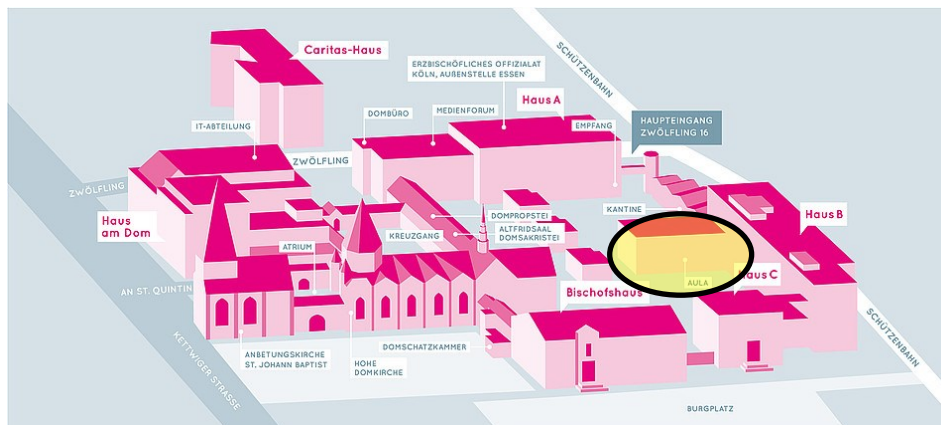 Caritas-Haus
ERZBISCHÖFLICHES OFFIZIALAT
KÖLN, AUßENSTELLE ESSEN
SCHÜTZENBAHN
Haus A
DOMBÜRO
MEDIENFORUM
EMPFANG
HAUPTEINGANG
ZWÖLFLING 16
IT-ABTEILUNG
ZWÖLFLING
ZWÖLFLING
KANTINE
Haus B
Haus
am Dom
DOMPROPSTEI
ALTFRIDSAAL
DOMSAKRISTEI
KREUZGANG
ATRIUM
AULA
Haus C
AN ST. QUINTIN
Bischofshaus
SCHÜTZENBAHN
KETTWIGER STRASSE
ANBETUNGSKIRCHE
ST. JOHANN BAPTIST
HOHE
DOMKIRCHE
DOMSCHATZKAMMER
BURGPLATZ